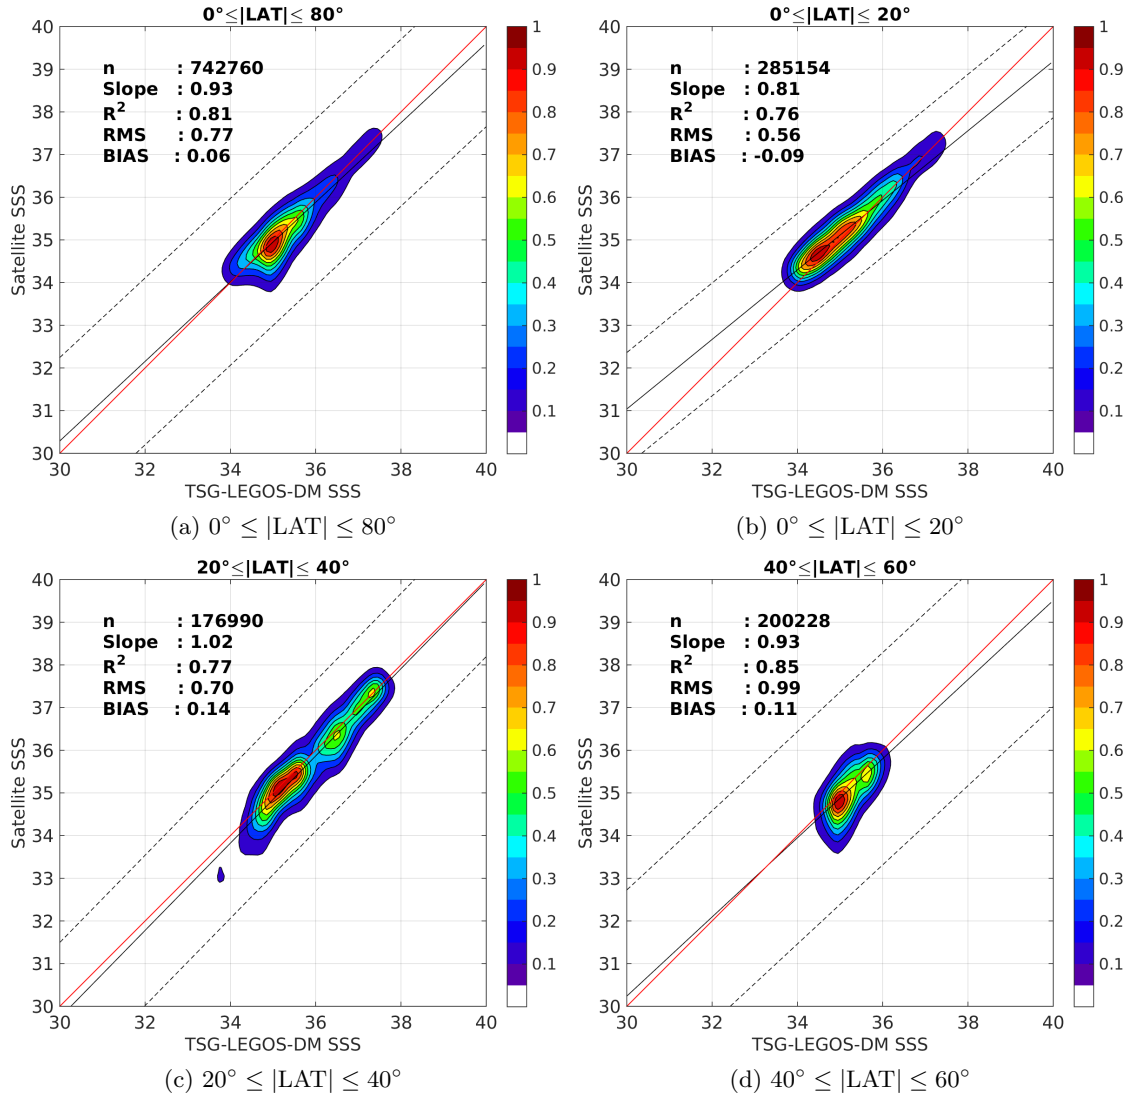 0°≤|LAT|≤ 80°
n : 742760
Slope : 0.93
R² : 0.81
RMS : 0.77
BIAS : 0.06
40
39
38
37
36
35
34
33
32
31
30
30 32 34 36 38 40
Satellite SSS
TSG-LEGOS-DM SSS
1
0.9
0.8
0.7
0.6
0.5
0.4
0.3
0.2
0.1
(a) 0° ≤ |LAT| ≤ 80°
0°≤|LAT|≤ 20°
n : 285154
Slope : 0.81
R² : 0.76
RMS : 0.56
BIAS : -0.09
40
39
38
37
36
35
34
33
32
31
30
30 32 34 36 38 40
Satellite SSS
TSG-LEGOS-DM SSS
1
0.9
0.8
0.7
0.6
0.5
0.4
0.3
0.2
0.1
(b) 0° ≤ |LAT| ≤ 20°
20°≤|LAT|≤ 40°
n : 176990
Slope : 1.02
R² : 0.77
RMS : 0.70
BIAS : 0.14
40
39
38
37
36
35
34
33
32
31
30
30 32 34 36 38 40
Satellite SSS
TSG-LEGOS-DM SSS
1
0.9
0.8
0.7
0.6
0.5
0.4
0.3
0.2
0.1
(c) 20° ≤ |LAT| ≤ 40°
40°≤|LAT|≤ 60°
n : 200228
Slope : 0.93
R² : 0.85
RMS : 0.99
BIAS : 0.11
40
39
38
37
36
35
34
33
32
31
30
30 32 34 36 38 40
Satellite SSS
TSG-LEGOS-DM SSS
1
0.9
0.8
0.7
0.6
0.5
0.4
0.3
0.2
0.1
(d) 40° ≤ |LAT| ≤ 60°